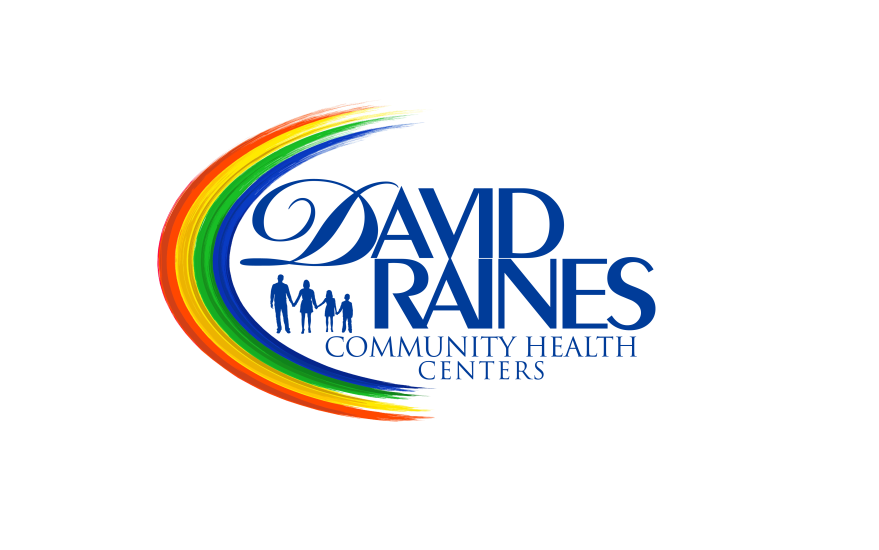 DAVID
RAINES
COMMUNITY HEALTH
CENTERS